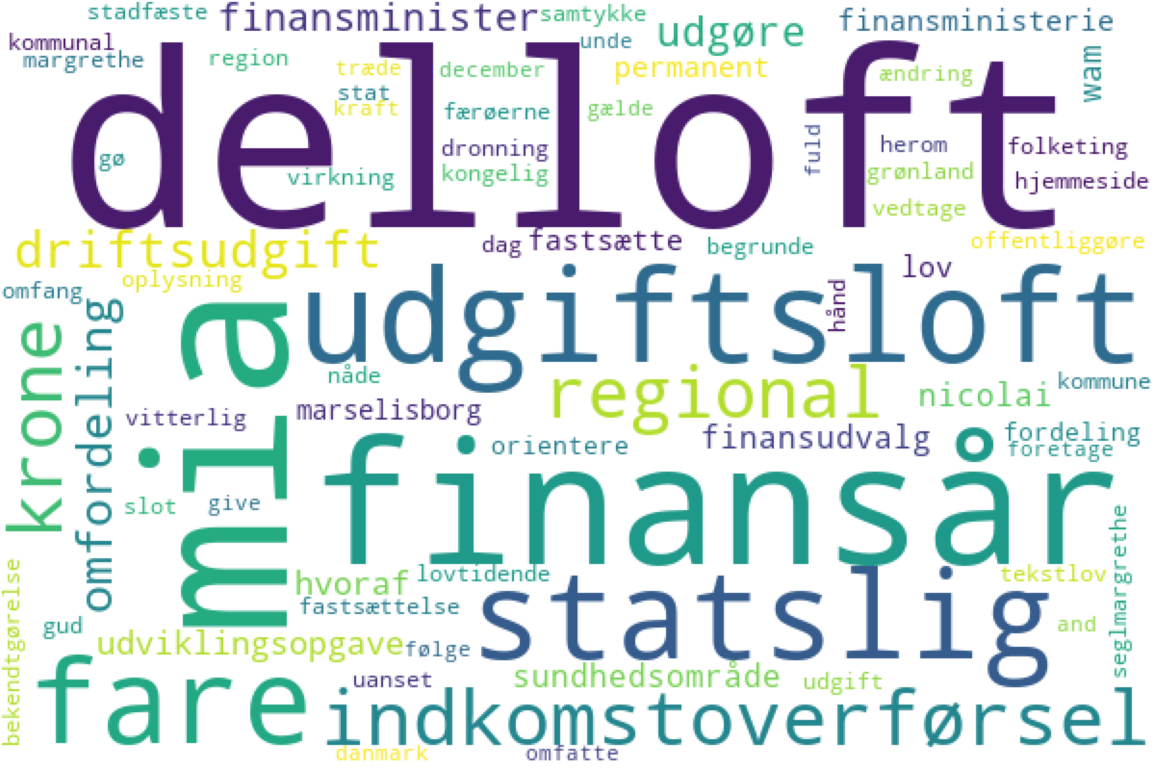 stadfæste
finansminister
samtykke
finansministerie
kommunal
unde
udgøre
margrethe
region
træde
december
permanent
ændring
wam
stat
kraft
færøerne
gælde
delloft
gø
dronning
fuld
herom
folketing
virkning
kongelig
grønland
hjemmeside
vedtage
driftsudgift
dag
fastsætte
begrunde
offentliggøre
oplysning
lov
omfang
udgiftsloft
hånd
krone
omfordeling
mia
nåde
regional
nicolai
kommune
vitterlig
marselisborg
orientere
finansudvalg
fordeling
foretage
slot
give
finansår
hvoraf
lovtidende
tekstlov
seglmargrethe
fastsættelse
statslig
bekendtgørelse
gud
udviklingsopgave
følge
and
fare
uanset
sundhedsområde
udgift
indkomstoverførsel
danmark
omfatte